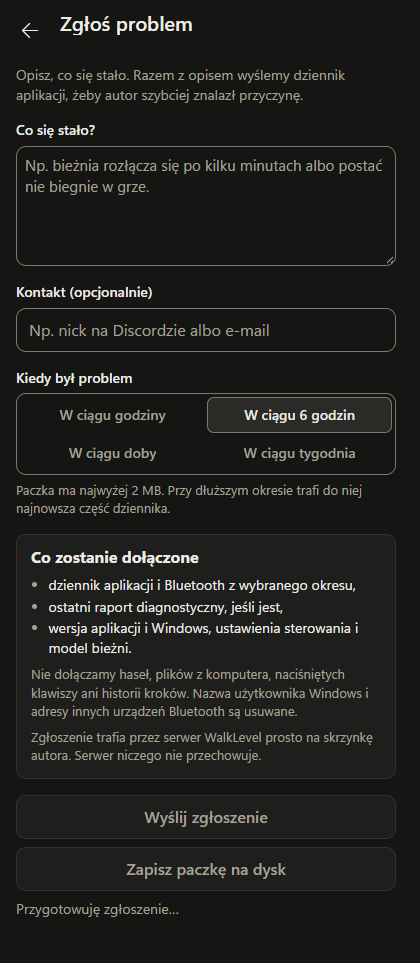 Zgłoś problem
Opisz, co się stało. Razem z opisem wyślemy dziennik
aplikacji, żeby autor szybciej znalazł przyczynę.
Co się stało?
Np. bieżnia rozłącza się po kilku minutach albo postać
nie biegnie w grze.
Kontakt (opcjonalnie)
Np. nick na Discordzie albo e-mail
Kiedy był problem
W ciągu godziny
W ciągu 6 godzin
W ciągu doby
W ciągu tygodnia
Paczka ma najwyżej 2 MB. Przy dłuższym okresie trafi do niej
najnowsza część dziennika.
Co zostanie dołączone
• dziennik aplikacji i Bluetooth z wybranego okresu,
• ostatni raport diagnostyczny, jeśli jest,
• wersja aplikacji i Windows, ustawienia sterowania i
model bieżni.
Nie dołączamy haseł, plików z komputera, naciśniętych
klawiszy ani historii kroków. Nazwa użytkownika Windows i
adresy innych urządzeń Bluetooth są usuwane.
Zgłoszenie trafia przez serwer WalkLevel prosto na skrzynkę
autora. Serwer niczego nie przechowuje.
Wyślij zgłoszenie
Zapisz paczkę na dysk
Przygotowuję zgłoszenie...